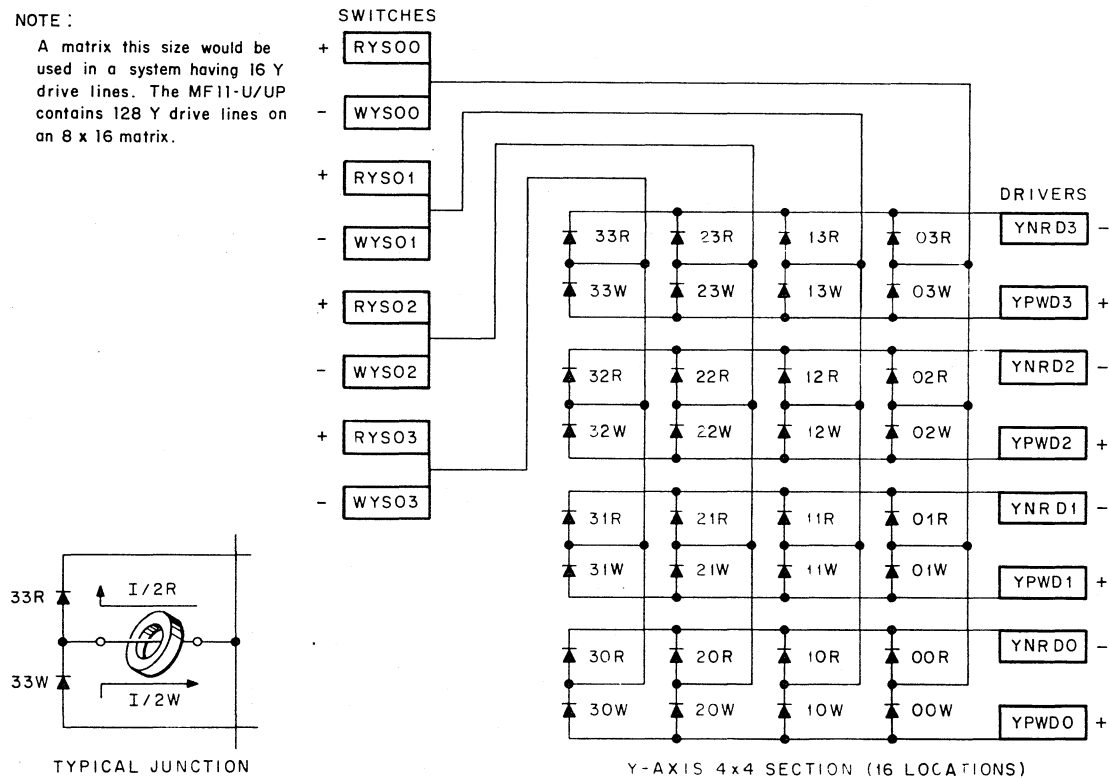 NOTE :
A matrix this size would be
used in a system having 16 Y
drive lines. The MF11-U/UP
contains 128 Y drive lines on
an 8 x 16 matrix.
SWITCHES
+ RYS00
- WYS00
+ RYS01
- WYS01
+ RYS02
- WYS02
+ RYS03
- WYS03
DRIVERS
33R 23R 13R 03R YNRD3 -
33W 23W 13W 03W YPWD3 +
32R 22R 12R 02R YNRD2 -
32W 22W 12W 02W YPWD2 +
31R 21R 11R 01R YNRD1 -
31W 21W 11W 01W YPWD1 +
30R 20R 10R 00R YNRD0 -
30W 20W 10W 00W YPWD0 +
33R I/2R
33W I/2W
TYPICAL JUNCTION
Y-AXIS 4x4 SECTION (16 LOCATIONS)